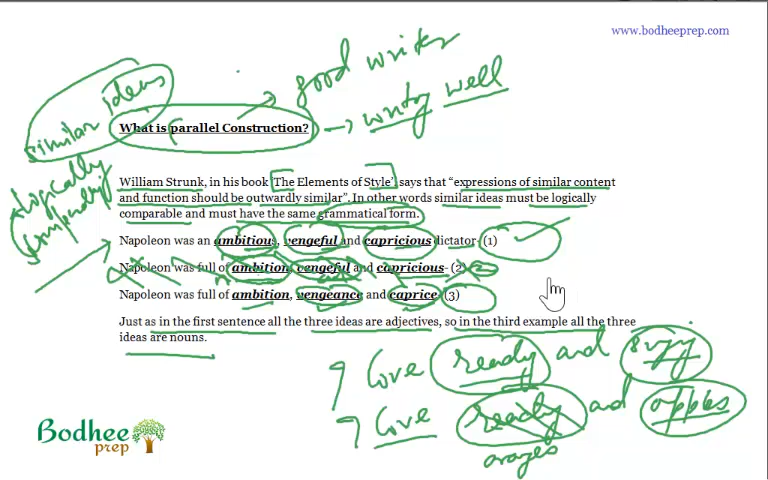 www.bodheeprep.com
good writer
similar ideas
What is parallel Construction?
writing well
logically
William Strunk, in his book 'The Elements of Style', says that "expressions of similar content
and function should be outwardly similar". In other words similar ideas must be logically
comparable and must have the same grammatical form.
Napoleon was an ambitious, vengeful and capricious dictator- (1)
Napoleon was full of ambition, vengeful and capricious- (2)
Napoleon was full of ambition, vengeance and caprice- (3)
Just as in the first sentence all the three ideas are adjectives, so in the third example all the three
ideas are nouns.
I love and
I love and apples
Bodhee
prep